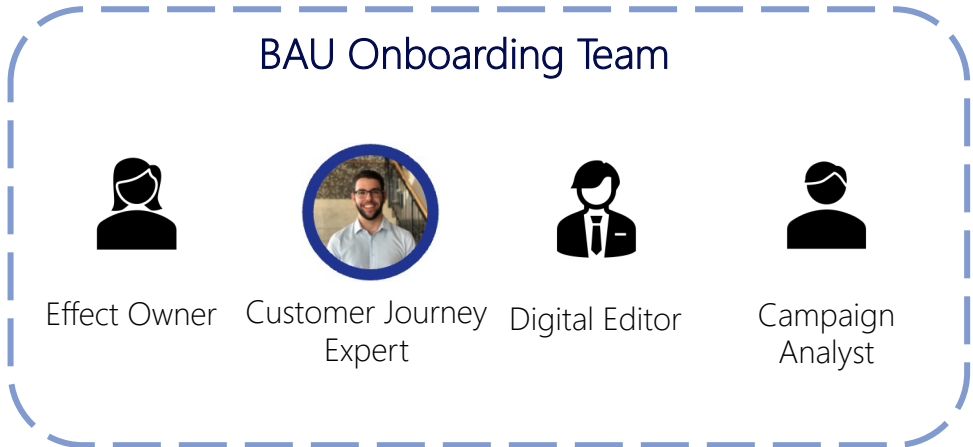 BAU Onboarding Team
Effect Owner
Customer Journey
Expert
Digital Editor
Campaign
Analyst